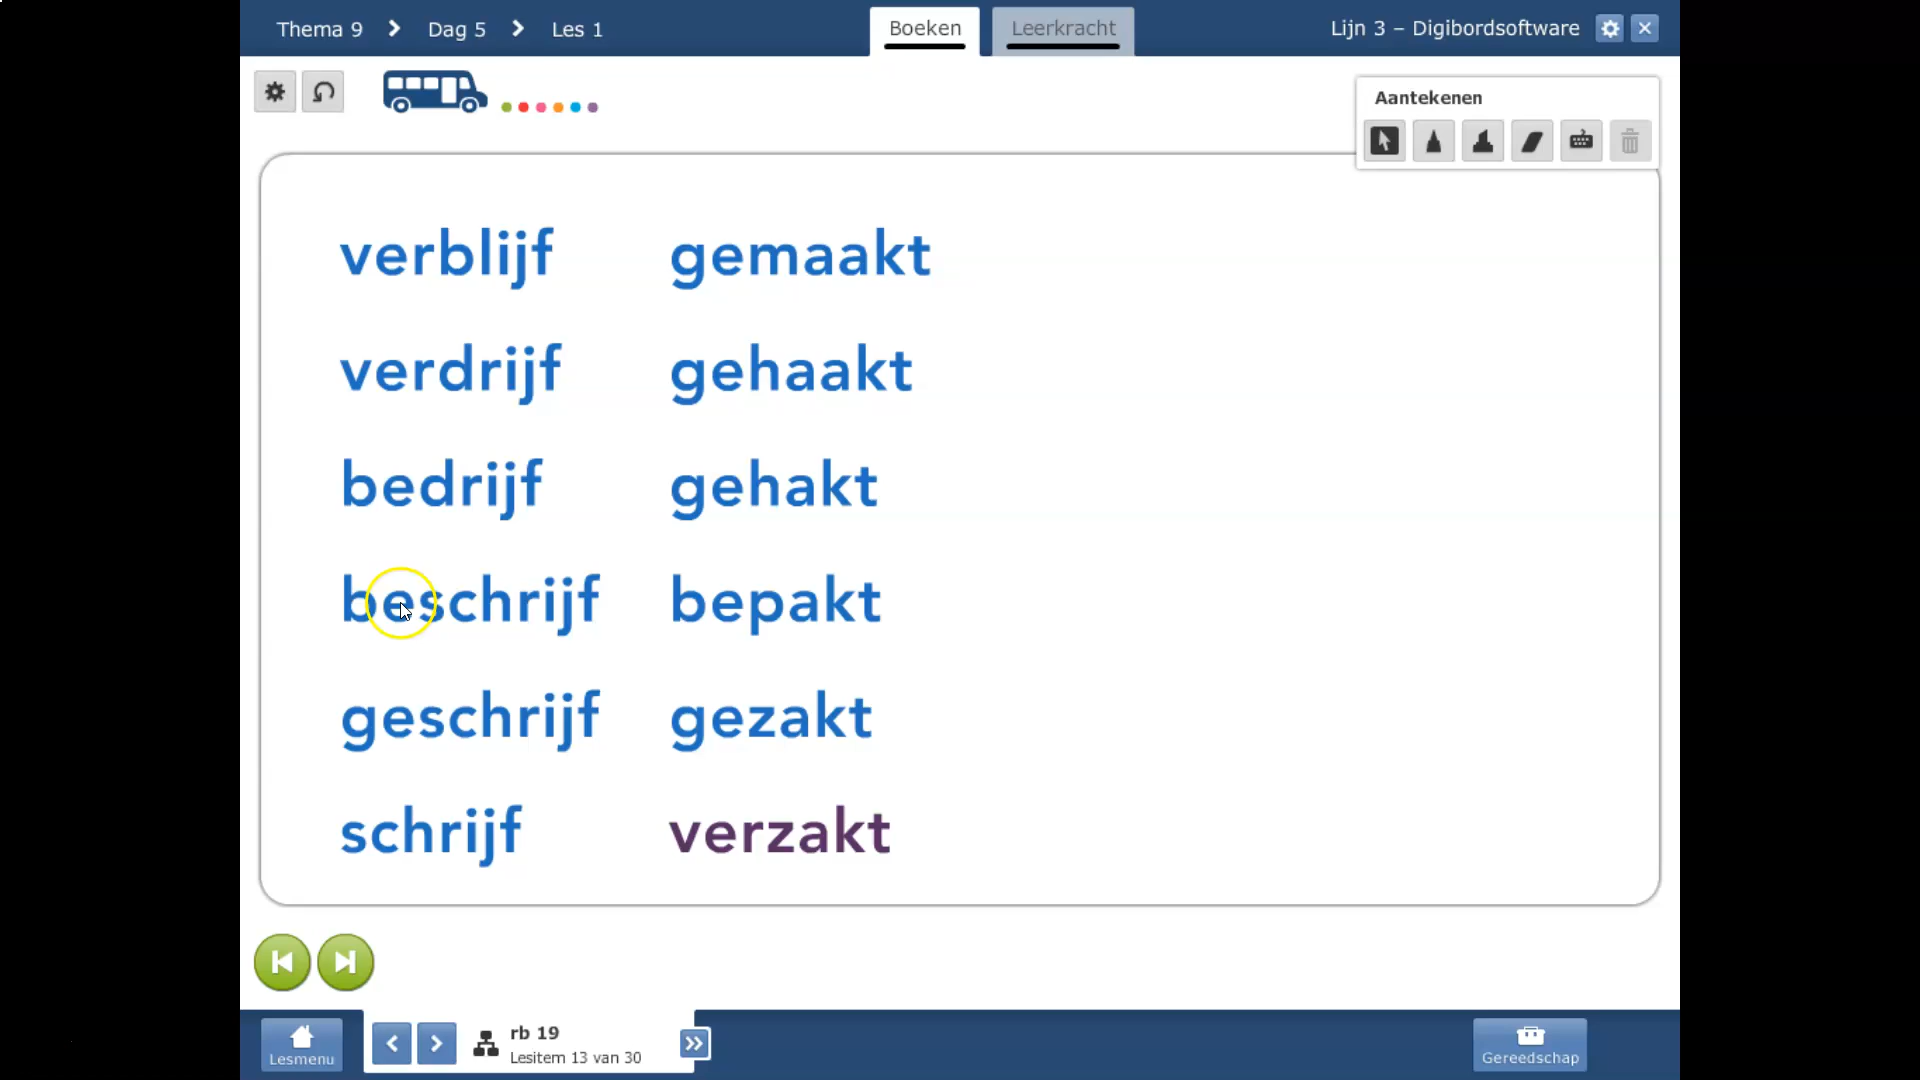 Thema 9 Dag 5 Les 1 Boeken Leerkracht Lijn 3 – Digibordsoftware
Aantekenen
verblijf gemaakt
verdrijf gehaakt
bedrijf gehakt
beschrijf bepakt
geschrijf gezakt
schrijf verzakt
Lesmenu
rb 19
Lesitem 13 van 30
Gereedschap